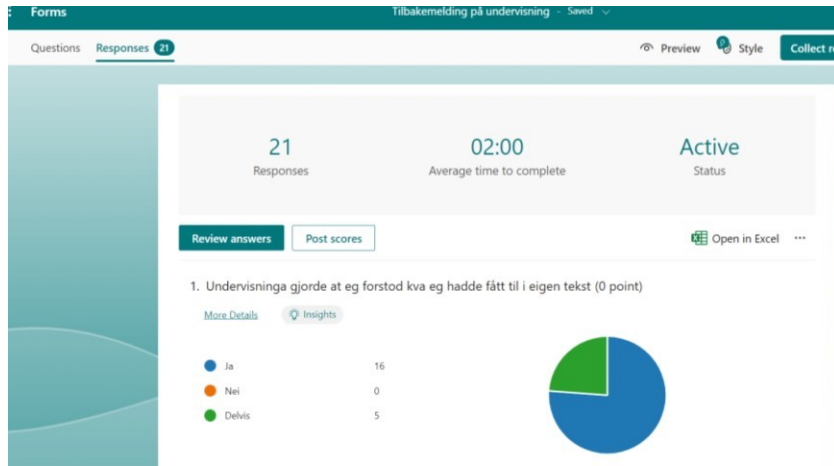 Forms
Tilbakemelding på undervisning - Saved
Questions Responses 21
Preview Style Collect
21
Responses
02:00
Average time to complete
Active
Status
Review answers Post scores Open in Excel
1. Undervisninga gjorde at eg forstod kva eg hadde fått til i eigen tekst (0 point)
More Details Insights
Ja 16
Nei 0
Delvis 5